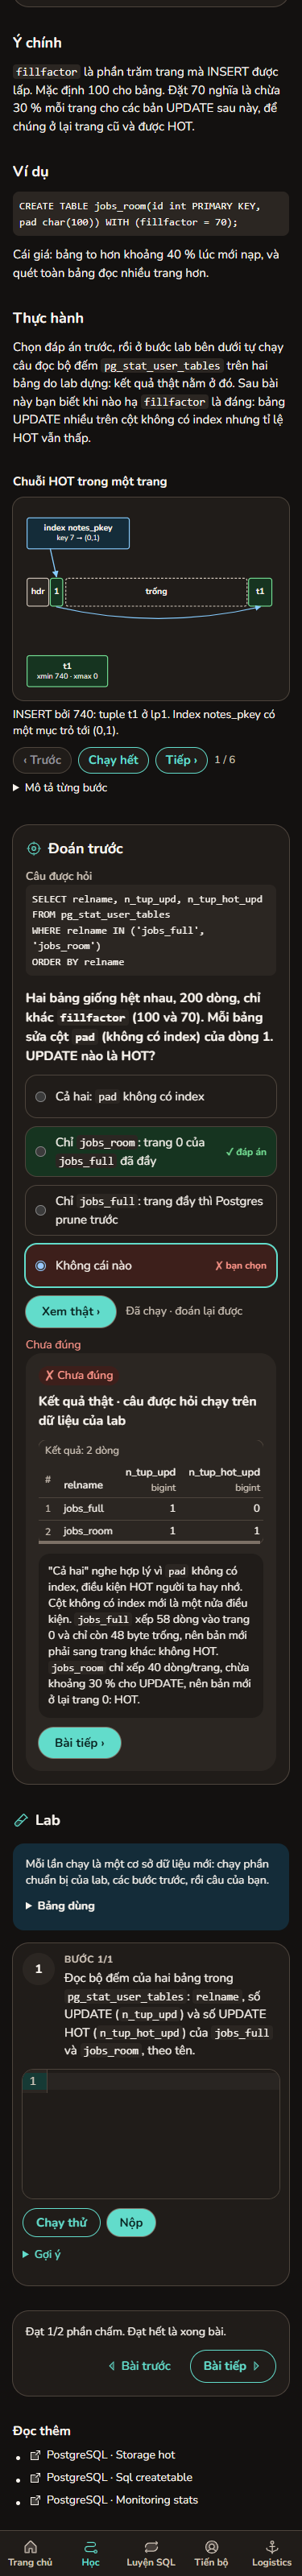 Ý chính
fillfactor là phần trăm trang mà INSERT được
lấp. Mặc định 100 cho bảng. Đặt 70 nghĩa là chừa
30 % mỗi trang cho các bản UPDATE sau này, để
chúng ở lại trang cũ và được HOT.
Ví dụ
CREATE TABLE jobs_room(id int PRIMARY KEY,
pad char(100)) WITH (fillfactor = 70);
Cái giá: bảng to hơn khoảng 40 % lúc mới nạp, và
quét toàn bảng đọc nhiều trang hơn.
Thực hành
Chọn đáp án trước, rồi ở bước lab bên dưới tự chạy
câu đọc bộ đếm pg_stat_user_tables trên hai
bảng do lab dựng: kết quả thật nằm ở đó. Sau bài
này bạn biết khi nào hạ fillfactor là đáng: bảng
UPDATE nhiều trên cột không có index nhưng tỉ lệ
HOT vẫn thấp.
Chuỗi HOT trong một trang
index notes_pkey
key 7 → (0,1)
hdr 1 trống t1
t1
xmin 740 · xmax 0
INSERT bởi 740: tuple t1 ở lp1. Index notes_pkey có
một mục trỏ tới (0,1).
‹ Trước Chạy hết Tiếp › 1 / 6
▶ Mô tả từng bước
Đoán trước
Câu được hỏi
SELECT relname, n_tup_upd, n_tup_hot_upd
FROM pg_stat_user_tables
WHERE relname IN ('jobs_full',
'jobs_room')
ORDER BY relname
Hai bảng giống hệt nhau, 200 dòng, chỉ
khác fillfactor (100 và 70). Mỗi bảng
sửa cột pad (không có index) của dòng 1.
UPDATE nào là HOT?
Cả hai: pad không có index
Chỉ jobs_room: trang 0 của
jobs_full đã đầy
✓ đáp án
Chỉ jobs_full: trang đầy thì Postgres
prune trước
Không cái nào ✗ bạn chọn
Xem thật › Đã chạy · đoán lại được
Chưa đúng
✗ Chưa đúng
Kết quả thật · câu được hỏi chạy trên
dữ liệu của lab
Kết quả: 2 dòng
# relname n_tup_upd bigint n_tup_hot_upd bigint
1 jobs_full 1 0
2 jobs_room 1 1
"Cả hai" nghe hợp lý vì pad không có
index, điều kiện HOT người ta hay nhớ.
Cột không có index mới là một nửa điều
kiện. jobs_full xếp 58 dòng vào trang
0 và chỉ còn 48 byte trống, nên bản mới
phải sang trang khác: không HOT.
jobs_room chỉ xếp 40 dòng/trang, chừa
khoảng 30 % cho UPDATE, nên bản mới
ở lại trang 0: HOT.
Bài tiếp ›
Lab
Mỗi lần chạy là một cơ sở dữ liệu mới: chạy phần
chuẩn bị của lab, các bước trước, rồi câu của bạn.
▶ Bảng dùng
1 BƯỚC 1/1
Đọc bộ đếm của hai bảng trong
pg_stat_user_tables: relname, số
UPDATE (n_tup_upd) và số UPDATE
HOT (n_tup_hot_upd) của jobs_full
và jobs_room, theo tên.
1
Chạy thử Nộp
▶ Gợi ý
Đạt 1/2 phần chấm. Đạt hết là xong bài.
Bài trước Bài tiếp
Đọc thêm
PostgreSQL · Storage hot
PostgreSQL · Sql createtable
PostgreSQL · Monitoring stats
Trang chủ Học Luyện SQL Tiến bộ Logistics